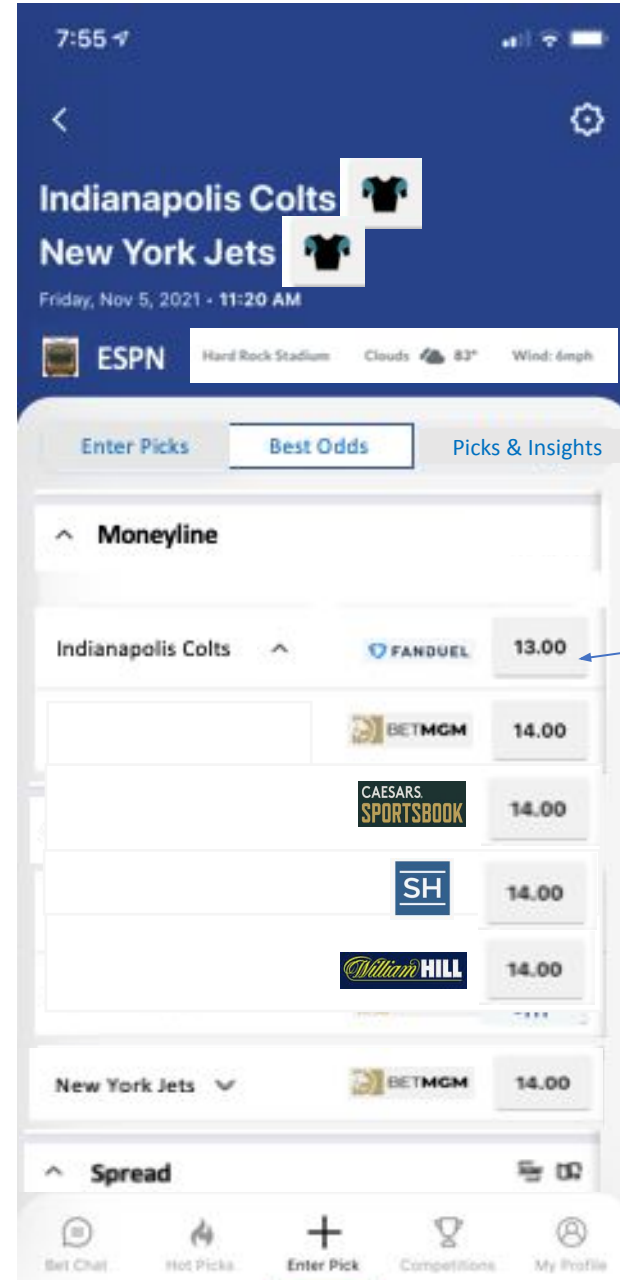 7:55
Indianapolis Colts
New York Jets
Friday, Nov 5, 2021 • 11:20 AM
ESPN Hard Rock Stadium Clouds 83° Wind: 6mph
Enter Picks Best Odds Picks & Insights
Moneyline
Indianapolis Colts FANDUEL 13.00
BETMGM 14.00
CAESARS
SPORTSBOOK 14.00
SH 14.00
William HILL 14.00
New York Jets BETMGM 14.00
Spread
Bet Chat Hot Picks Enter Pick Competitions My Profile